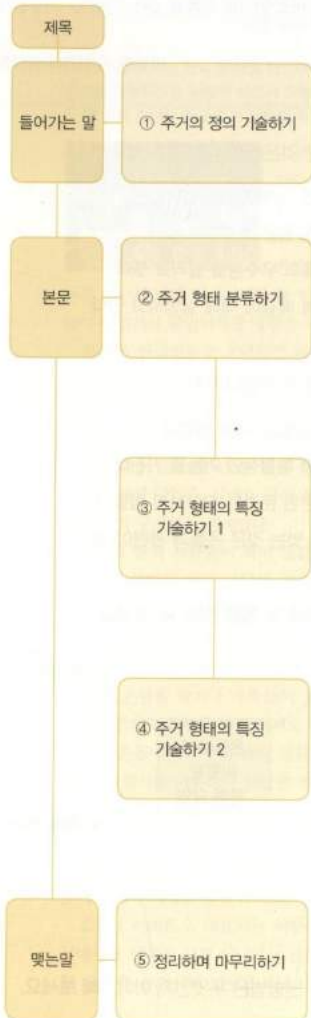 제목
들어가는 말
① 주거의 정의 기술하기
본문
② 주거 형태 분류하기
③ 주거 형태의 특징
기술하기 1
④ 주거 형태의 특징
기술하기 2
맺는말
⑤ 정리하며 마무리하기